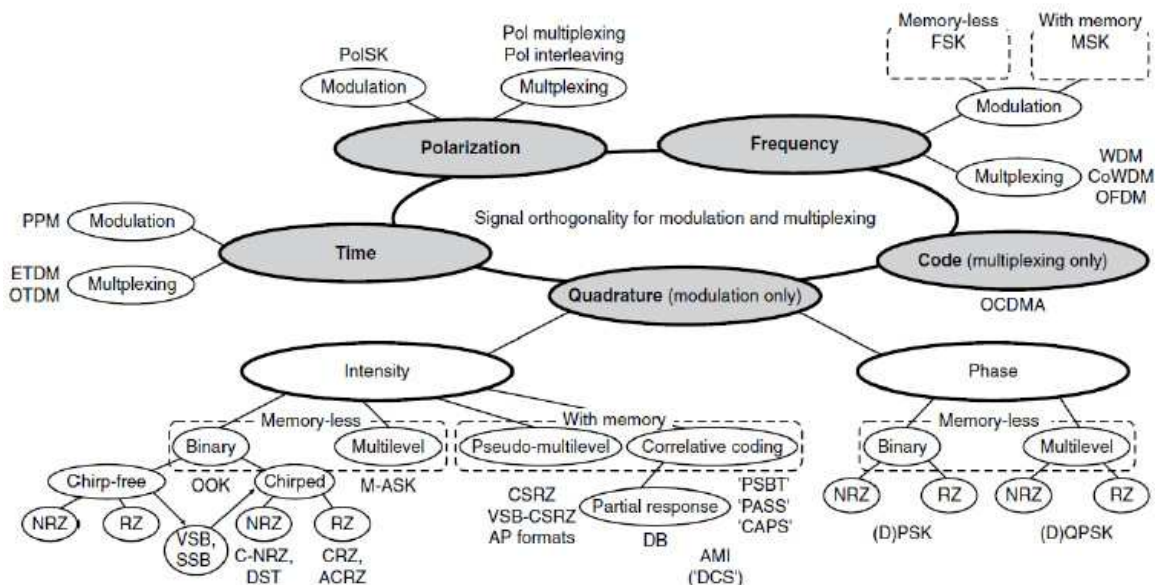 Memory-less
FSK
With memory
MSK
Pol multiplexing
Pol interleaving
PolSK
Modulation
Multplexing
Modulation
Polarization
Frequency
WDM
CoWDM
OFDM
Multplexing
PPM
Modulation
Signal orthogonality for modulation and multiplexing
Time
Code (multiplexing only)
ETDM
OTDM
Multplexing
Quadrature (modulation only)
OCDMA
Intensity
Phase
Memory-less
With memory
Memory-less
Binary
Multilevel
Pseudo-multilevel
Correlative coding
Binary
Multilevel
Chirp-free
OOK
Chirped
M-ASK
CSRZ
VSB-CSRZ
AP formats
Partial response
DB
'PSBT'
'PASS'
'CAPS'
NRZ
RZ
NRZ
RZ
NRZ
RZ
VSB,
SSB
NRZ
RZ
C-NRZ,
DST
CRZ,
ACRZ
AMI
('DCS')
(D)PSK
(D)QPSK